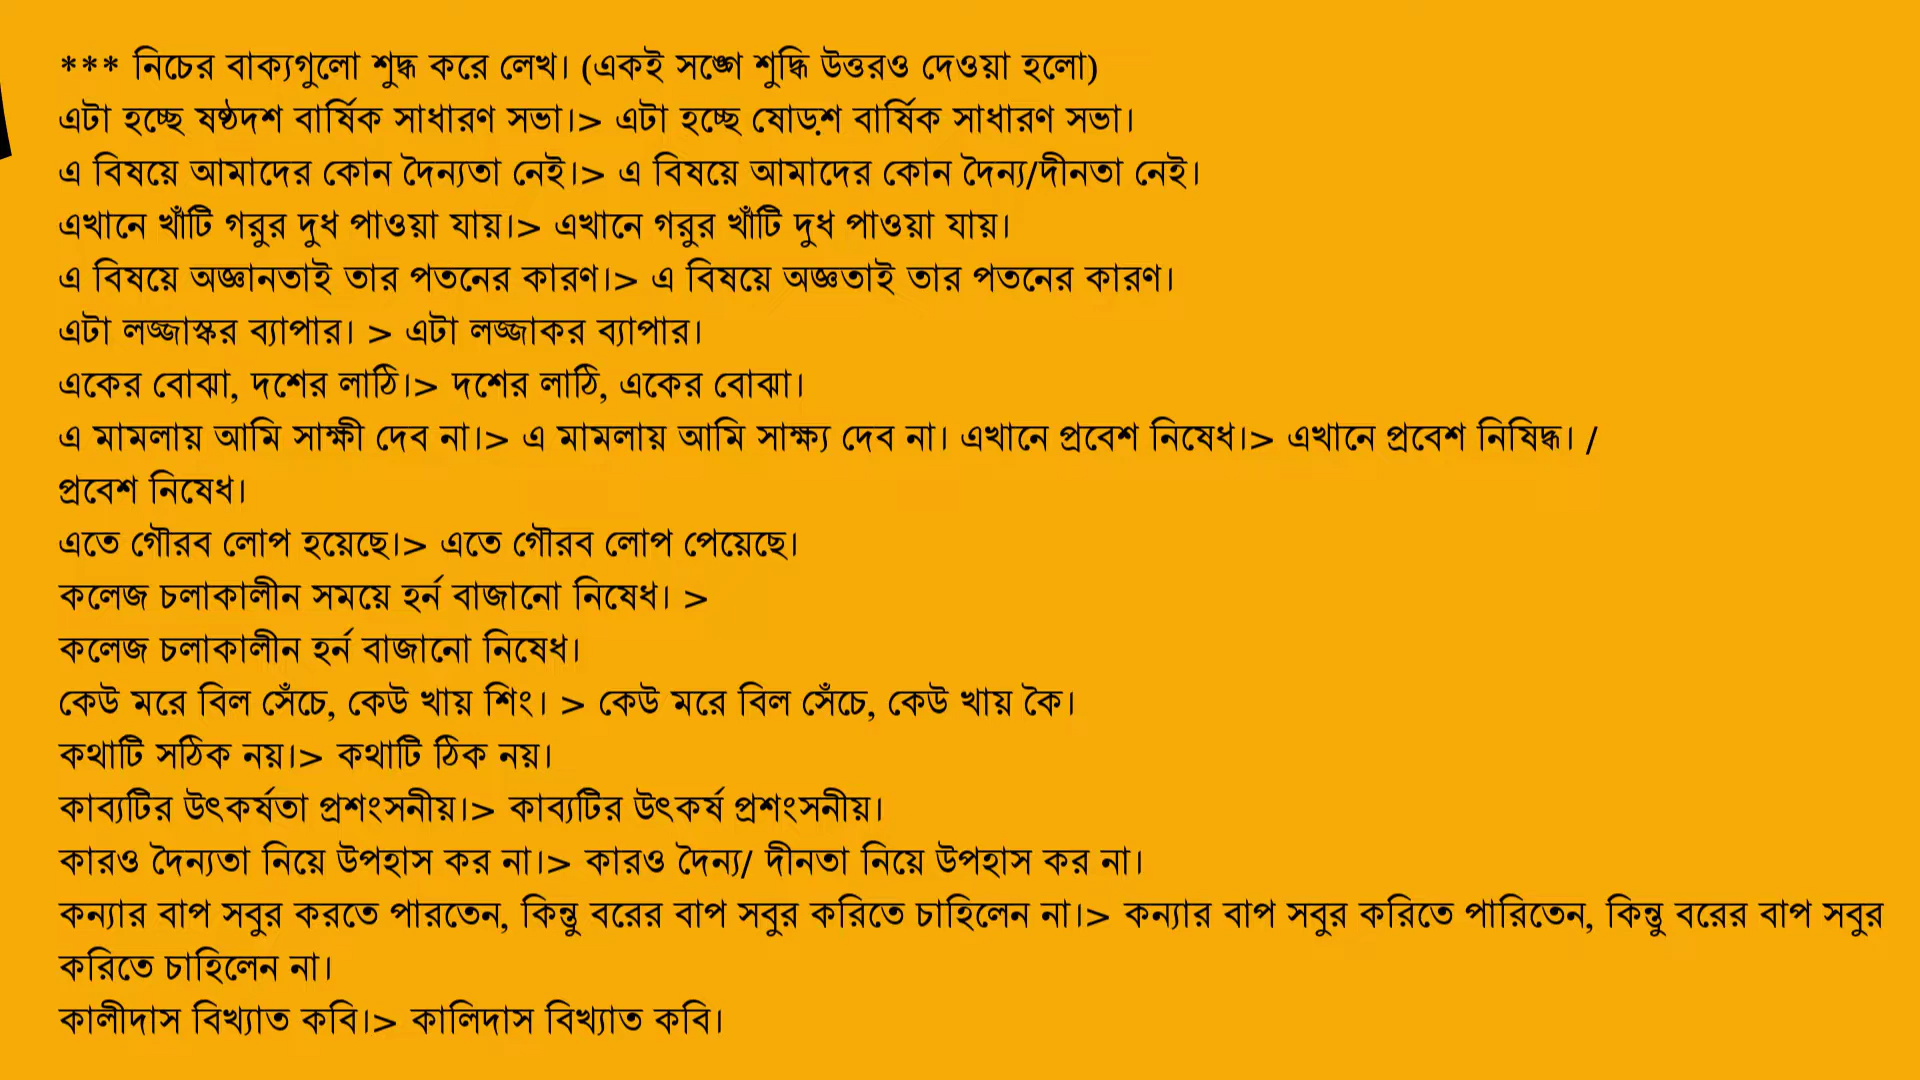 *** নিচের বাক্যগুলো শুদ্ধ করে লেখ। (একই সঙ্গে শুদ্ধি উত্তরও দেওয়া হলো)
এটা হচ্ছে ষষ্ঠদশ বার্ষিক সাধারণ সভা।> এটা হচ্ছে ষোড়শ বার্ষিক সাধারণ সভা।
এ বিষয়ে আমাদের কোন দৈন্যতা নেই।> এ বিষয়ে আমাদের কোন দৈন্য/দীনতা নেই।
এখানে খাঁটি গরুর দুধ পাওয়া যায়।> এখানে গরুর খাঁটি দুধ পাওয়া যায়।
এ বিষয়ে অজ্ঞানতাই তার পতনের কারণ।> এ বিষয়ে অজ্ঞতাই তার পতনের কারণ।
এটা লজ্জাস্কর ব্যাপার। > এটা লজ্জাকর ব্যাপার।
একের বোঝা, দশের লাঠি।> দশের লাঠি, একের বোঝা।
এ মামলায় আমি সাক্ষী দেব না।> এ মামলায় আমি সাক্ষ্য দেব না। এখানে প্রবেশ নিষেধ।> এখানে প্রবেশ নিষিদ্ধ। /
প্রবেশ নিষেধ।
এতে গৌরব লোপ হয়েছে।> এতে গৌরব লোপ পেয়েছে।
কলেজ চলাকালীন সময়ে হর্ন বাজানো নিষেধ। >
কলেজ চলাকালীন হর্ন বাজানো নিষেধ।
কেউ মরে বিল সেঁচে, কেউ খায় শিং। > কেউ মরে বিল সেঁচে, কেউ খায় কৈ।
কথাটি সঠিক নয়।> কথাটি ঠিক নয়।
কাব্যটির উৎকর্ষতা প্রশংসনীয়।> কাব্যটির উৎকর্ষ প্রশংসনীয়।
কারও দৈন্যতা নিয়ে উপহাস কর না।> কারও দৈন্য/ দীনতা নিয়ে উপহাস কর না।
কন্যার বাপ সবুর করতে পারতেন, কিন্তু বরের বাপ সবুর করিতে চাহিলেন না।> কন্যার বাপ সবুর করিতে পারিতেন, কিন্তু বরের বাপ সবুর
করিতে চাহিলেন না।
কালীদাস বিখ্যাত কবি।> কালিদাস বিখ্যাত কবি।